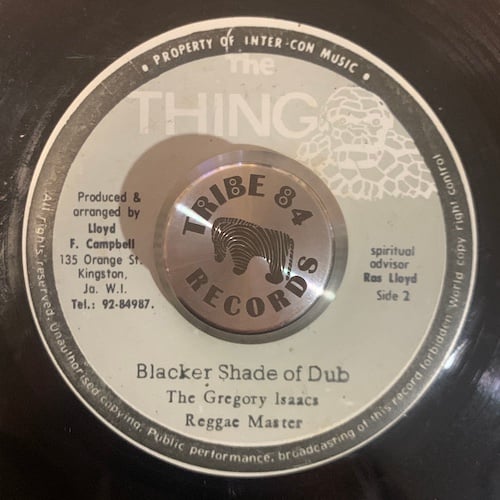 • PROPERTY OF INTER-CON MUSIC •
The
THING
TRIBE 84
RECORDS
Produced &
arranged by
Lloyd
F. Campbell
135 Orange St.
Kingston,
Ja. W.I.
Tel.: 92-84987.
spiritual
advisor
Ras Lloyd
Side 2
Blacker Shade of Dub
The Gregory Isaacs
Reggae Master
All rights reserved. Unauthorised copying, Public performance, broadcasting of this record forbidden. World copy right control